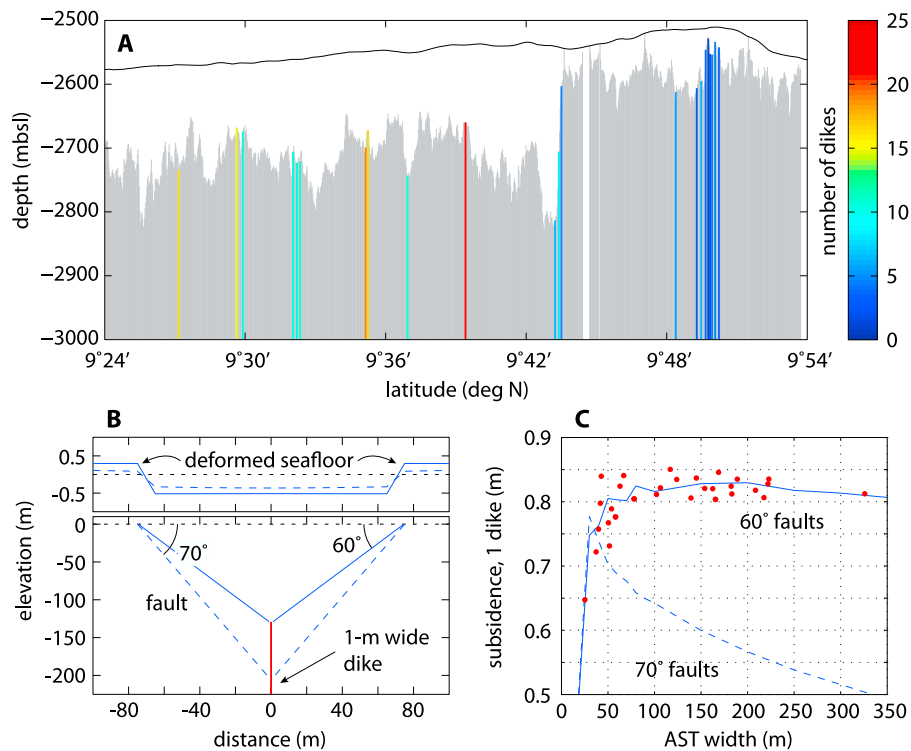 A
−2500
−2600
−2700
−2800
−2900
−3000
depth (mbsl)
9˚24′
9˚30′
9˚36′
9˚42′
9˚48′
9˚54′
latitude (deg N)
25
20
15
10
5
0
number of dikes
B
0.5
-0.5
deformed seafloor
0
-50
-100
-150
-200
elevation (m)
70˚
60˚
fault
1-m wide
dike
-80
-40
0
40
80
distance (m)
C
0.9
0.8
0.7
0.6
0.5
subsidence, 1 dike (m)
60˚ faults
70˚ faults
0
50
100
150
200
250
300
350
AST width (m)